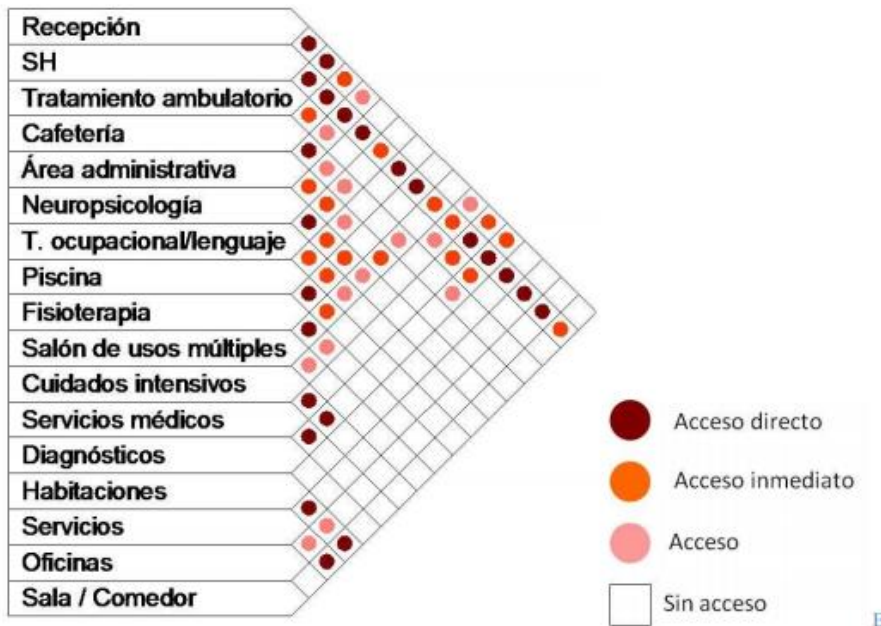 Recepción
SH
Tratamiento ambulatorio
Cafetería
Área administrativa
Neuropsicología
T. ocupacional/lenguaje
Piscina
Fisioterapia
Salón de usos múltiples
Cuidados intensivos
Servicios médicos
Diagnósticos
Habitaciones
Servicios
Oficinas
Sala / Comedor
Acceso directo
Acceso inmediato
Acceso
Sin acceso